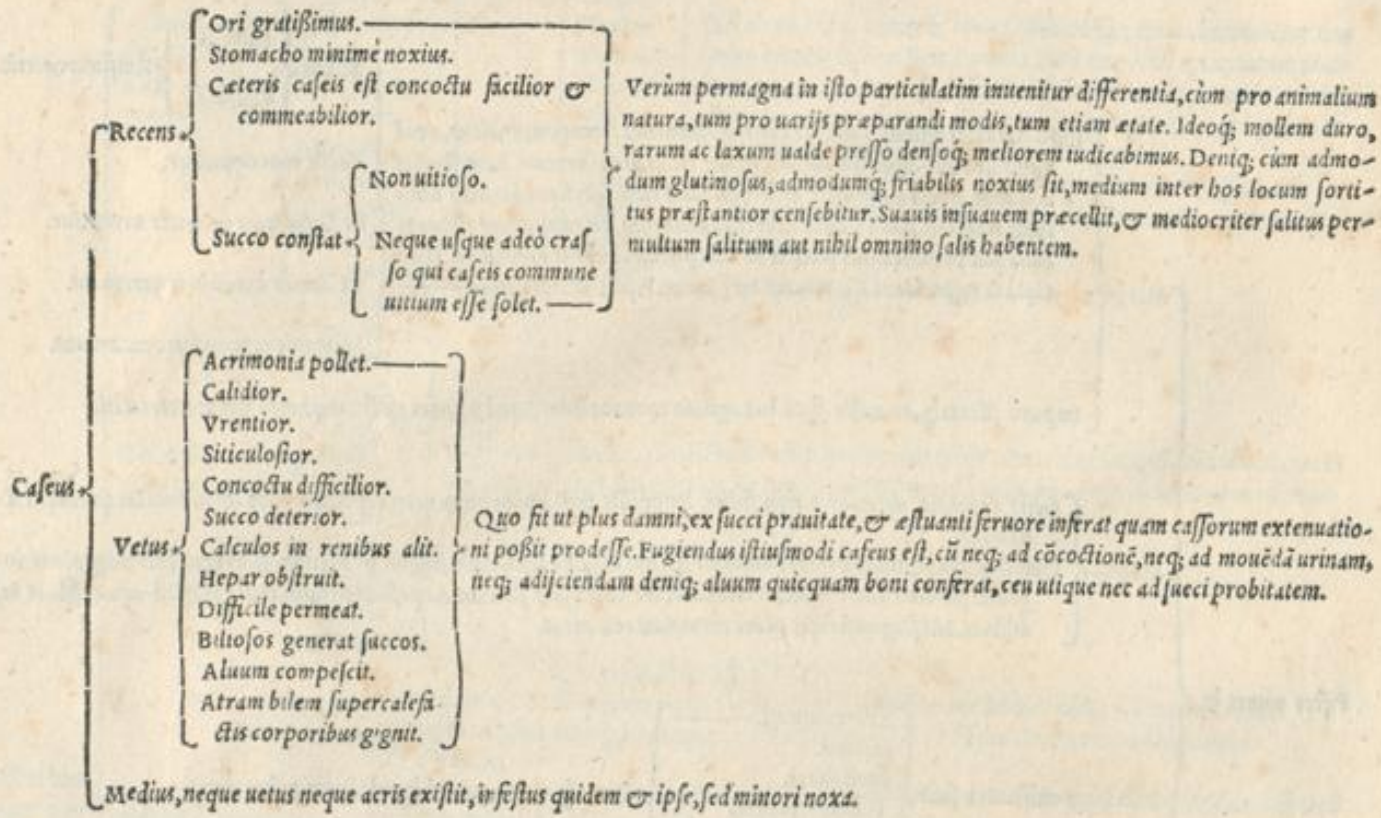 Ori gratißimus.
Stomacho minimè noxius.
Cæteris caſeis eſt concoctu facilior &
commeabilior.
Recens
Non uitioſo.
Succo conſtat
Neque uſque adeò craſ
ſo qui caſeis commune
uitium eſſe ſolet.
Verùm permagna in iſto particulatim inuenitur differentia, cùm pro animalium
natura, tum pro uarijs præparandi modis, tum etiam ætate. Ideoq́; mollem duro,
rarum ac laxum ualde preſſo denſoq́; meliorem iudicabimus. Deniq; cùm admo-
dum glutinoſus, admodumq́; friabilis noxius ſit, medium inter hos locum ſorti-
tus præſtantior cenſebitur. Suauis inſuauem præcellit, & mediocriter ſalitus per-
multum ſalitum aut nihil omnino ſalis habentem.
Caſeus
Vetus
Acrimonia pollet.
Calidior.
Vrentior.
Siticuloſior.
Concoctu difficilior.
Succo deterior.
Calculos in renibus alit.
Hepar obſtruit.
Difficile permeat.
Bilioſos generat ſuccos.
Aluum compeſcit.
Atram bilem ſupercalefa
ctis corporibus gignit.
Quo fit ut plus damni, ex ſucci prauitate, & æſtuanti feruore inferat quam caſſorum extenuatio-
ni poßit prodeſſe. Fugiendus iſtiuſmodi caſeus eſt, cũ neq; ad cõcoctionẽ, neq; ad mouẽdã urinam,
neq; adijciendam deniq; aluum quicquam boni conferat, ceu utique nec ad ſucci probitatem.
Medius, neque uetus neque acris exiſtit, infeſtus quidem & ipſe, ſed minori noxa.